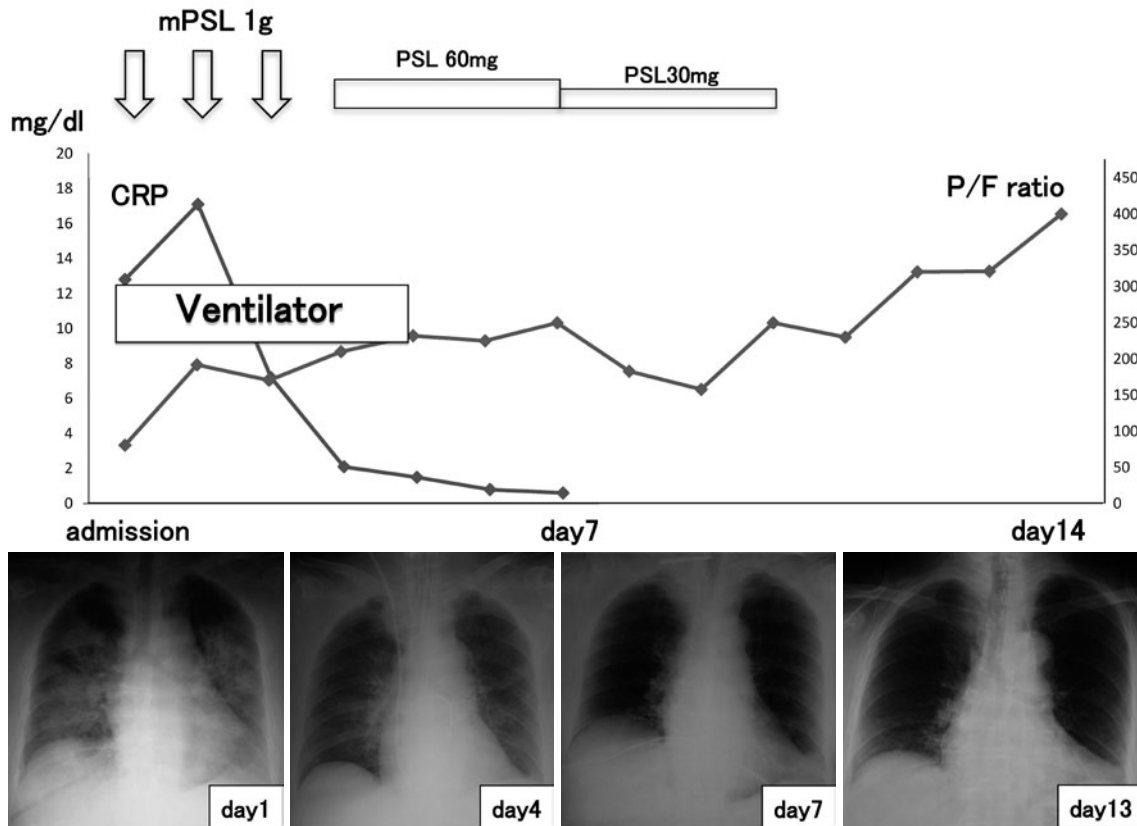 mPSL 1g
PSL 60mg
PSL30mg
mg/dl
20
18
16
14
12
10
8
6
4
2
0
CRP
Ventilator
P/F ratio
450
400
350
300
250
200
150
100
50
0
admission
day7
day14
day1
day4
day7
day13